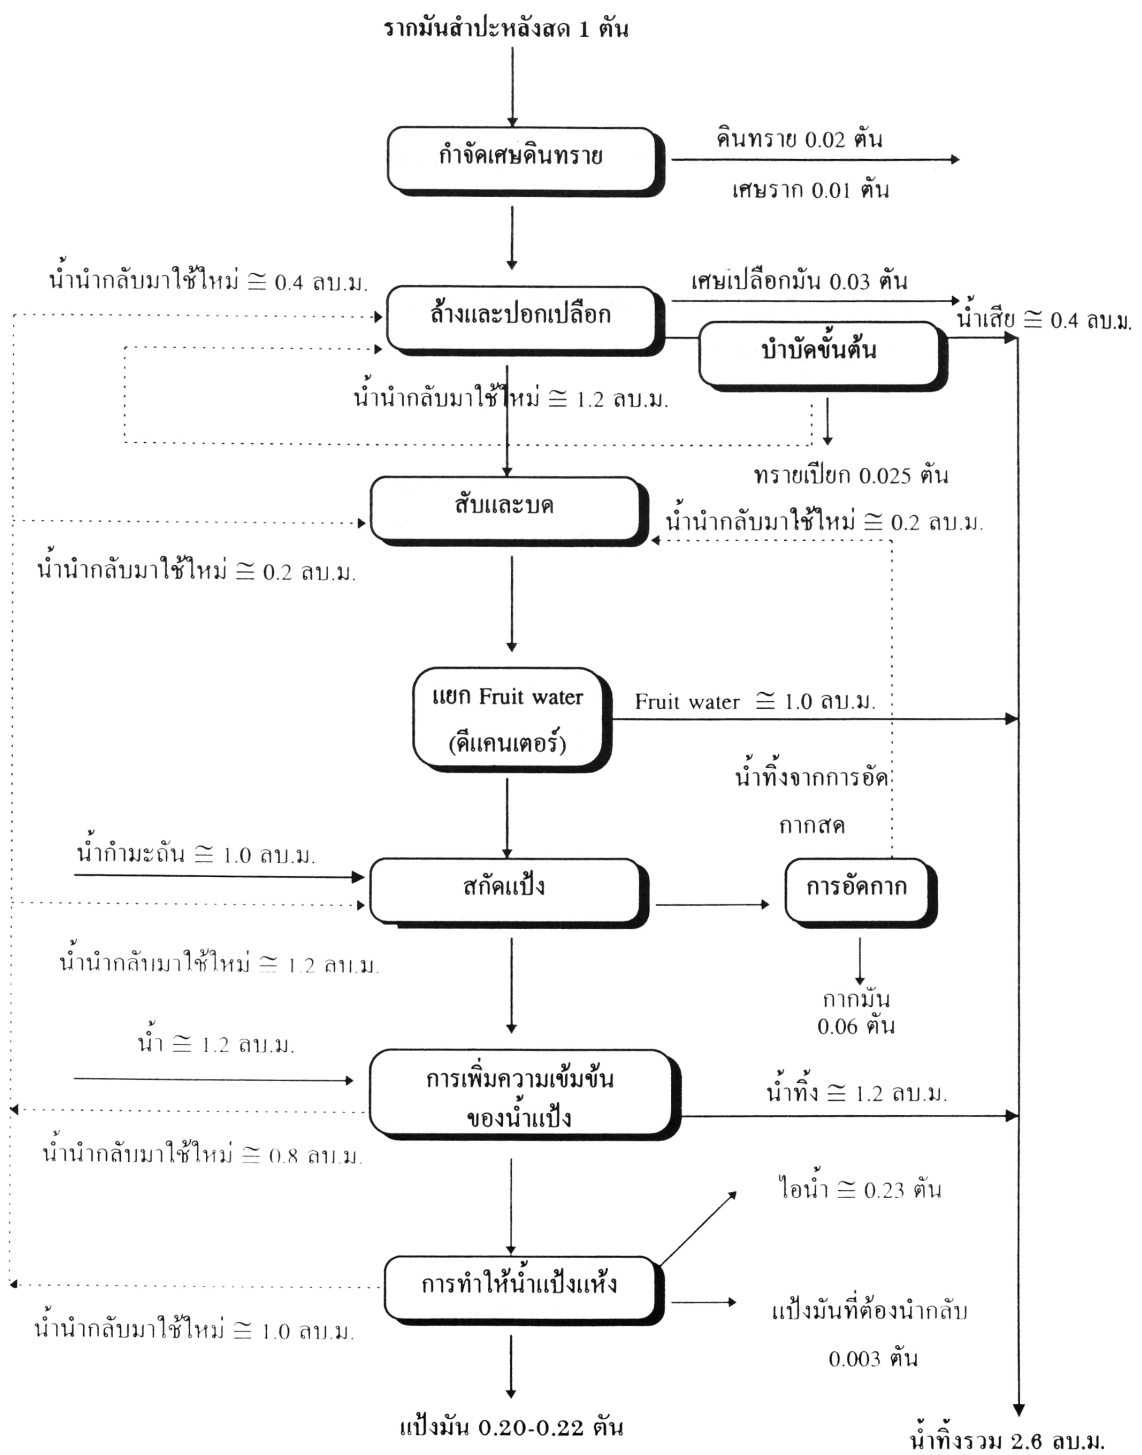 รากมันสำปะหลังสด 1 ตัน
กำจัดเศษดินทราย
ดินทราย 0.02 ตัน
เศษราก 0.01 ตัน
น้ำนำกลับมาใช้ใหม่ ≅ 0.4 ลบ.ม.
ล้างและปอกเปลือก
เศษเปลือกมัน 0.03 ตัน
น้ำเสีย ≅ 0.4 ลบ.ม.
บำบัดขั้นต้น
น้ำนำกลับมาใช้ใหม่ ≅ 1.2 ลบ.ม.
ทรายเปียก 0.025 ตัน
สับและบด
น้ำนำกลับมาใช้ใหม่ ≅ 0.2 ลบ.ม.
น้ำนำกลับมาใช้ใหม่ ≅ 0.2 ลบ.ม.
แยก Fruit water
(ดีแคนเตอร์)
Fruit water ≅ 1.0 ลบ.ม.
น้ำทิ้งจากการอัด
กากสด
น้ำกำมะถัน ≅ 1.0 ลบ.ม.
สกัดแป้ง
การอัดกาก
น้ำนำกลับมาใช้ใหม่ ≅ 1.2 ลบ.ม.
กากมัน
0.06 ตัน
น้ำ ≅ 1.2 ลบ.ม.
การเพิ่มความเข้มข้น
ของน้ำแป้ง
น้ำทิ้ง ≅ 1.2 ลบ.ม.
น้ำนำกลับมาใช้ใหม่ ≅ 0.8 ลบ.ม.
ไอน้ำ ≅ 0.23 ตัน
การทำให้น้ำแป้งแห้ง
แป้งมันที่ต้องนำกลับ
0.003 ตัน
น้ำนำกลับมาใช้ใหม่ ≅ 1.0 ลบ.ม.
แป้งมัน 0.20-0.22 ตัน
น้ำทิ้งรวม 2.6 ลบ.ม.